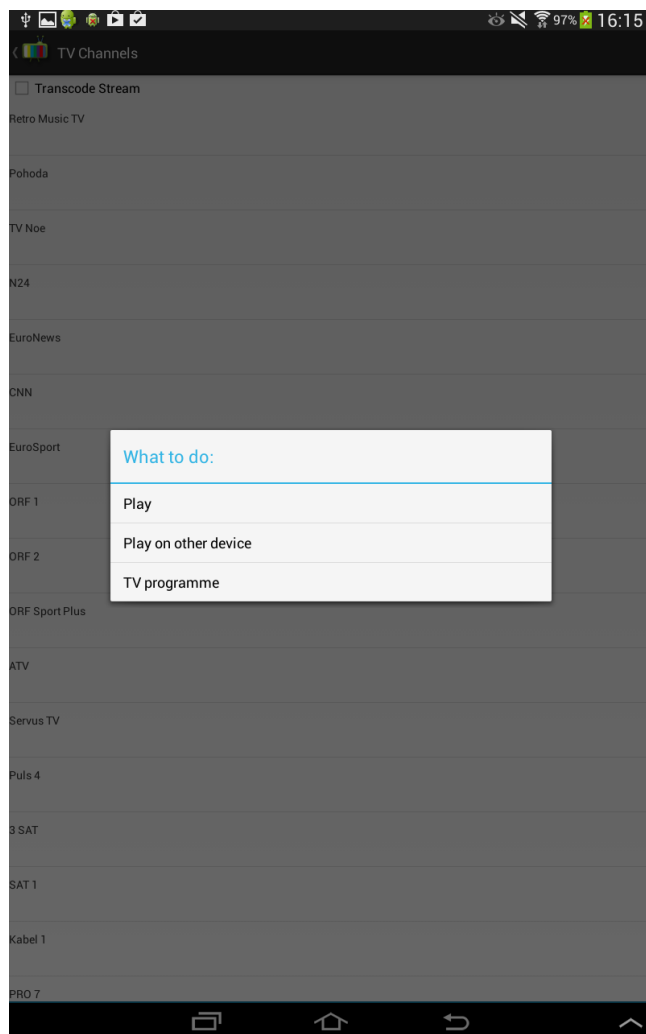 97% 16:15
TV Channels
Transcode Stream
Retro Music TV
Pohoda
TV Noe
N24
EuroNews
CNN
EuroSport
What to do:
ORF 1
Play
ORF 2
Play on other device
TV programme
ORF Sport Plus
ATV
Servus TV
Puls 4
3 SAT
SAT 1
Kabel 1
PRO 7